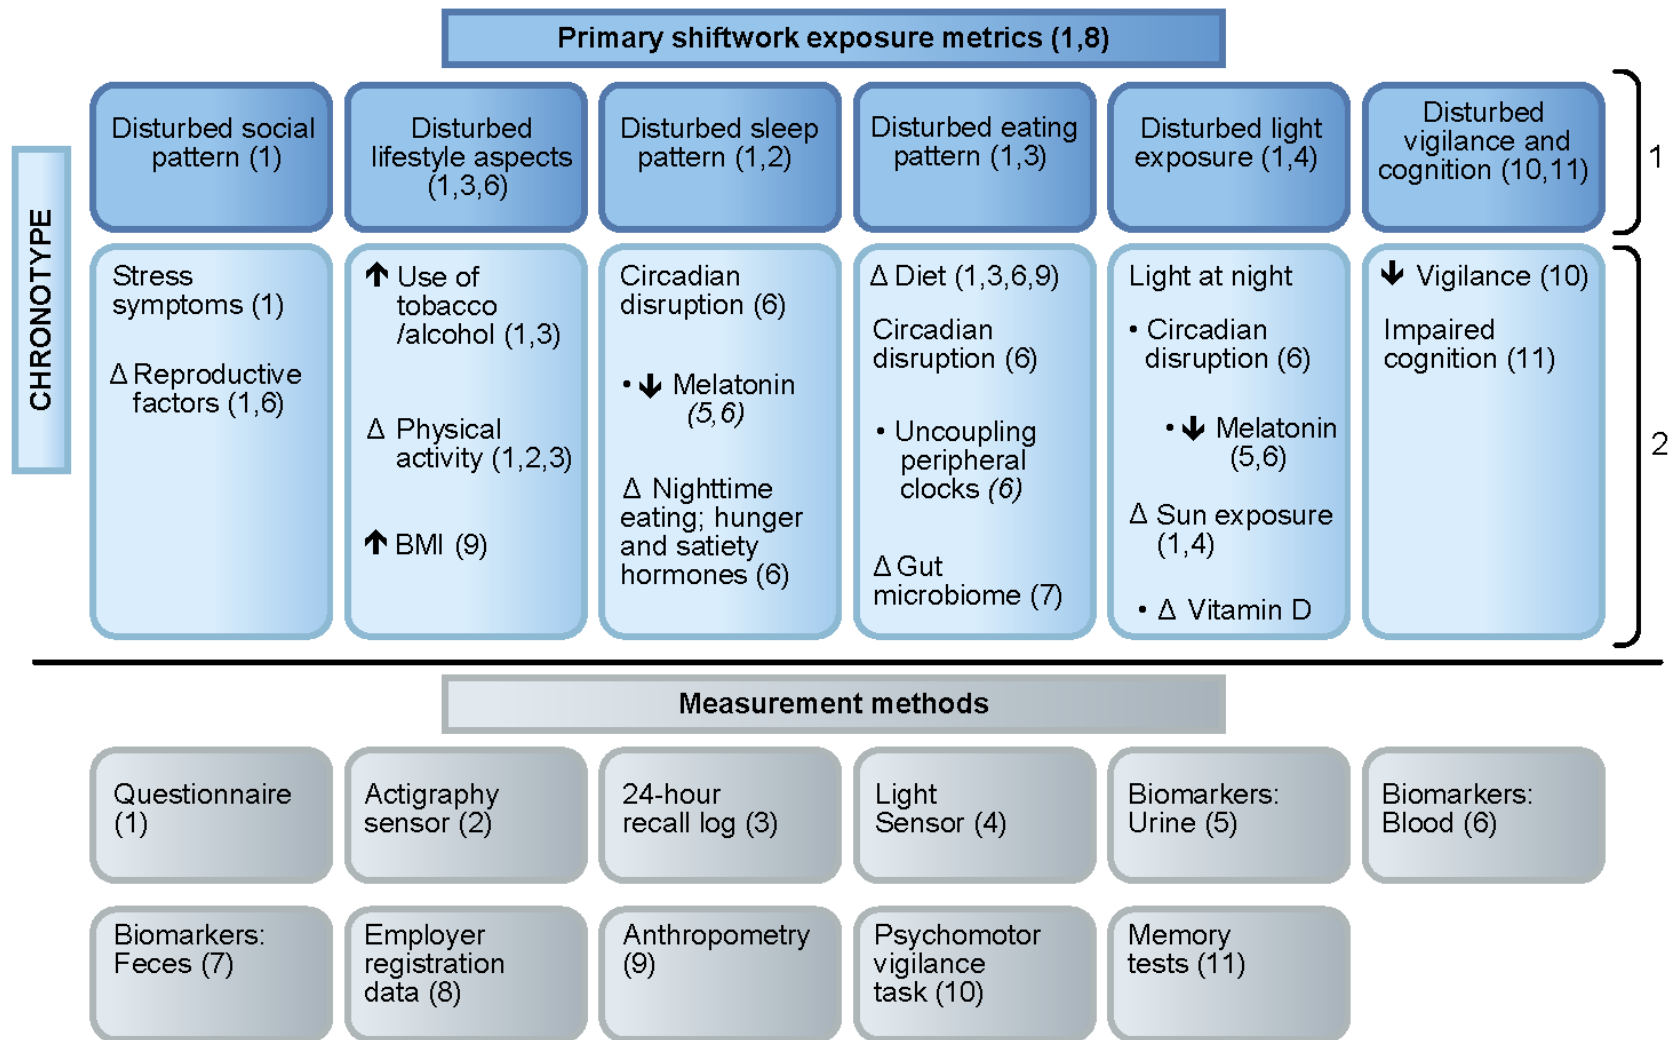 Primary shiftwork exposure metrics (1,8)
CHRONOTYPE
Disturbed social
pattern (1)
Disturbed
lifestyle aspects
(1,3,6)
Disturbed sleep
pattern (1,2)
Disturbed eating
pattern (1,3)
Disturbed light
exposure (1,4)
Disturbed
vigilance and
cognition (10,11)
1
Stress
symptoms (1)
Δ Reproductive
factors (1,6)
↑ Use of
tobacco
/alcohol (1,3)
Δ Physical
activity (1,2,3)
↑ BMI (9)
Circadian
disruption (6)
• ↓ Melatonin
(5,6)
Δ Nighttime
eating; hunger
and satiety
hormones (6)
Δ Diet (1,3,6,9)
Circadian
disruption (6)
• Uncoupling
peripheral
clocks (6)
Δ Gut
microbiome (7)
Light at night
• Circadian
disruption (6)
• ↓ Melatonin
(5,6)
Δ Sun exposure
(1,4)
• Δ Vitamin D
↓ Vigilance (10)
Impaired
cognition (11)
2
Measurement methods
Questionnaire
(1)
Actigraphy
sensor (2)
24-hour
recall log (3)
Light
Sensor (4)
Biomarkers:
Urine (5)
Biomarkers:
Blood (6)
Biomarkers:
Feces (7)
Employer
registration
data (8)
Anthropometry
(9)
Psychomotor
vigilance
task (10)
Memory
tests (11)